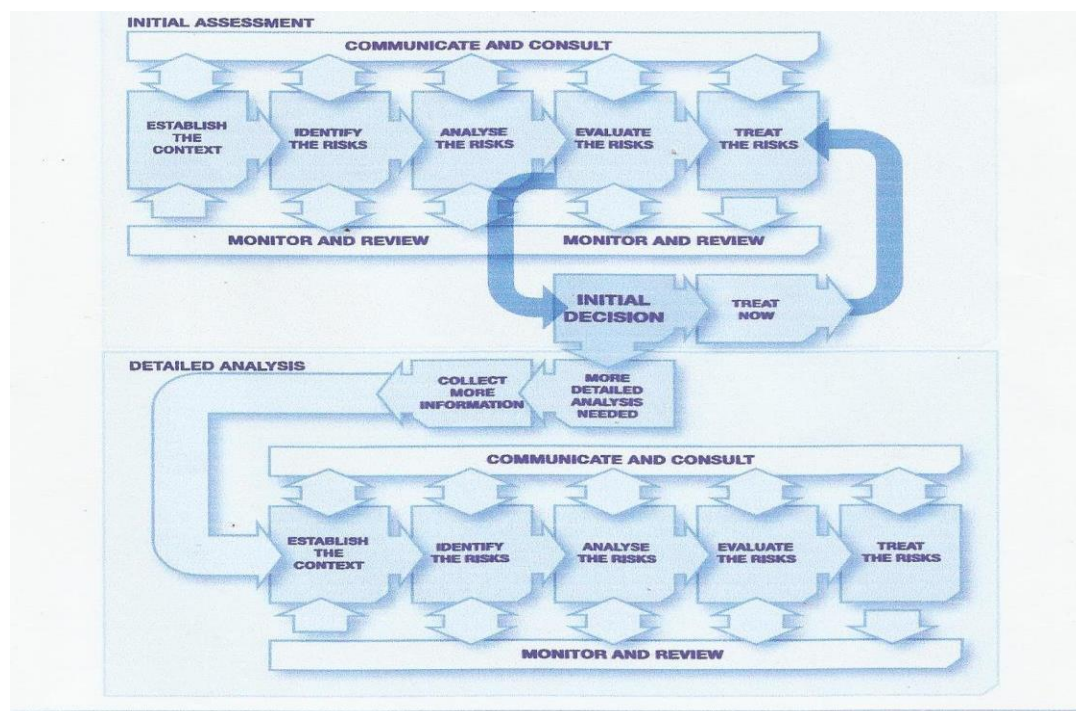 INITIAL ASSESSMENT
COMMUNICATE AND CONSULT
ESTABLISH
THE
CONTEXT
IDENTIFY
THE RISKS
ANALYSE
THE RISKS
EVALUATE
THE RISKS
TREAT
THE RISKS
MONITOR AND REVIEW
MONITOR AND REVIEW
INITIAL
DECISION
TREAT
NOW
DETAILED ANALYSIS
COLLECT
MORE
INFORMATION
MORE
DETAILED
ANALYSIS
NEEDED
COMMUNICATE AND CONSULT
ESTABLISH
THE
CONTEXT
IDENTIFY
THE RISKS
ANALYSE
THE RISKS
EVALUATE
THE RISKS
TREAT
THE RISKS
MONITOR AND REVIEW